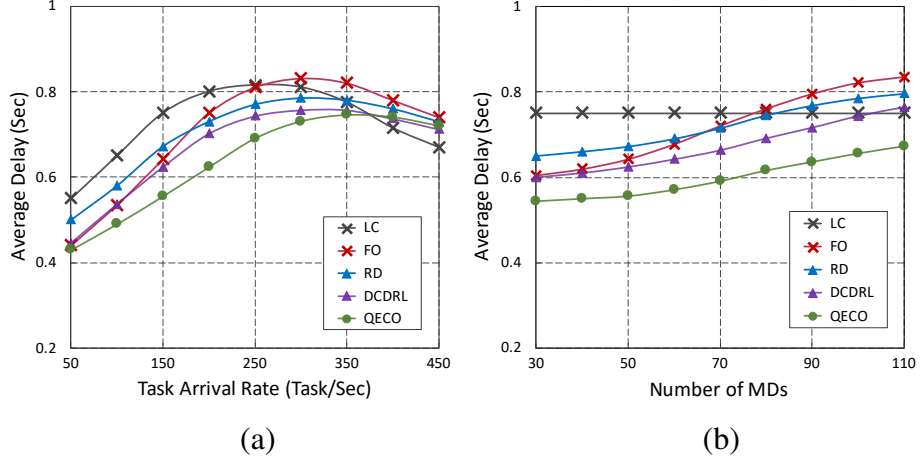 1
0.8
0.6
0.4
0.2
Average Delay (Sec)
LC
FO
RD
DCDRL
QECO
50
150
250
350
450
Task Arrival Rate (Task/Sec)
(a)
1
0.8
0.6
0.4
0.2
Average Delay (Sec)
LC
FO
RD
DCDRL
QECO
30
50
70
90
110
Number of MDs
(b)